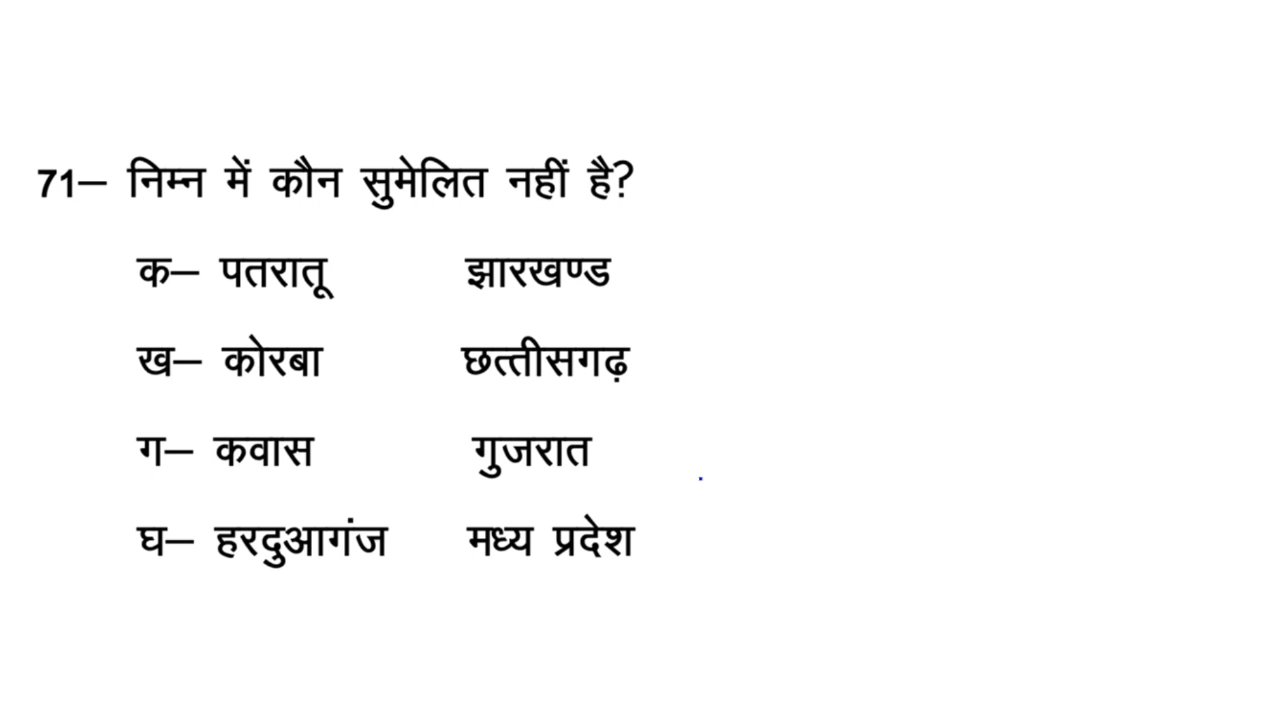 71– निम्न में कौन सुमेलित नहीं है?
क– पतरातू झारखण्ड
ख– कोरबा छत्तीसगढ़
ग– कवास गुजरात
घ– हरदुआगंज मध्य प्रदेश